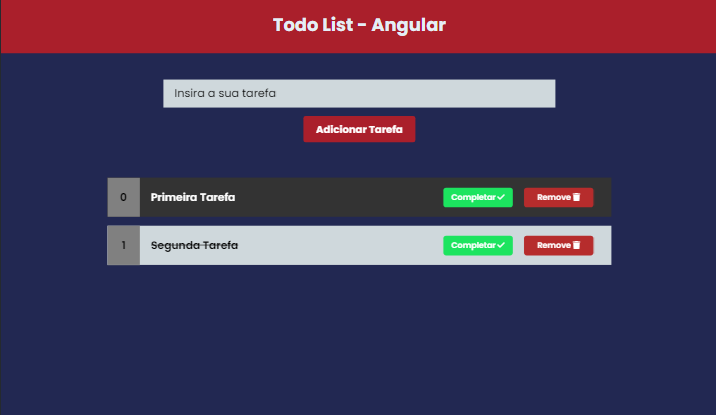 Todo List - Angular
Insira a sua tarefa
Adicionar Tarefa
0 Primeira Tarefa Completar Remove
1 Segunda Tarefa Completar Remove